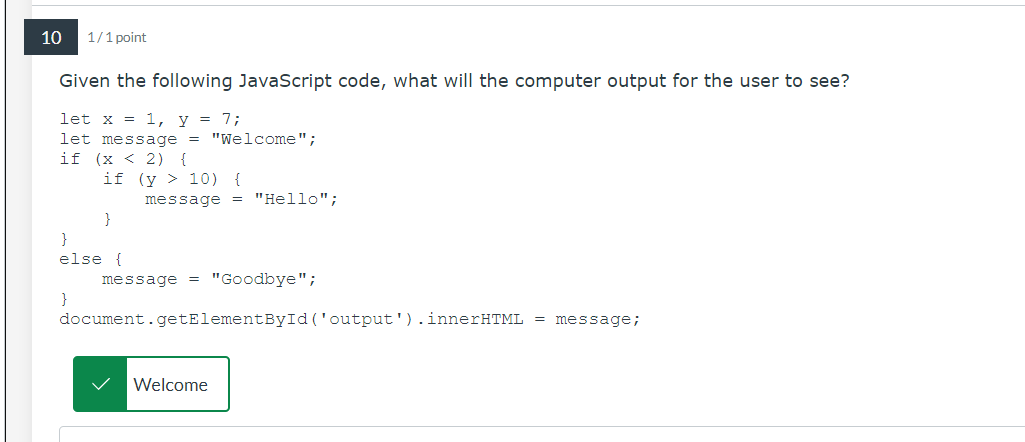 10 1/1 point
Given the following JavaScript code, what will the computer output for the user to see?
let x = 1, y = 7;
let message = "Welcome";
if (x < 2) {
    if (y > 10) {
        message = "Hello";
    }
}
else {
    message = "Goodbye";
}
document.getElementById('output').innerHTML = message;
Welcome